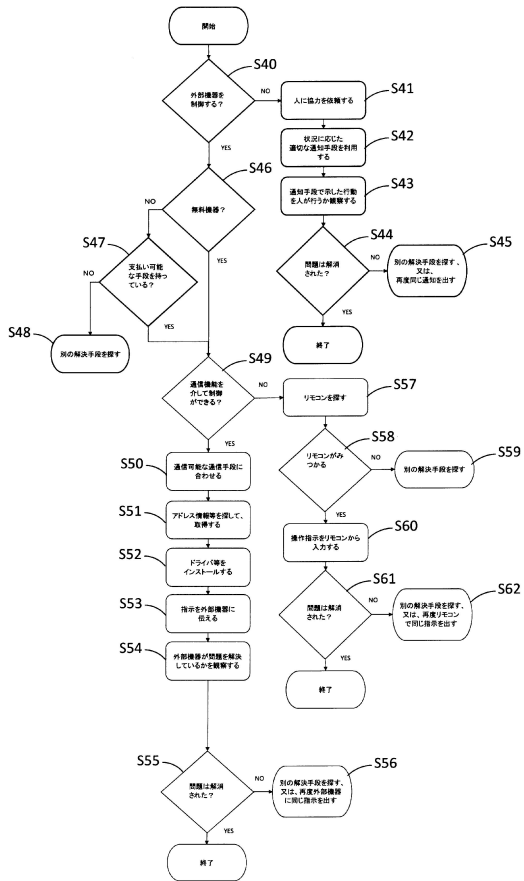 開始
S40
外部機器を
制御する？
NO
YES
S41
人に協力を依頼する
S42
状況に応じた
適切な通知手段を利用
する
S43
通知手段で示した行動
を人が行うか観察する
S44
問題は解消
された？
NO
YES
S45
別の解決手段を探す、
又は、
再度同じ通知を出す
終了
S46
無料機器？
NO
YES
S47
支払い可能
な手段を持っ
ている？
NO
YES
S48
別の解決手段を探す
S49
通信機能を
介して制御
ができる？
NO
YES
S50
通信可能な通信手段に
合わせる
S51
アドレス情報等を探して、
取得する
S52
ドライバ等を
インストールする
S53
指示を外部機器に
伝える
S54
外部機器が問題を解決
しているかを観察する
S55
問題は解消
された？
NO
YES
S56
別の解決手段を探す、
又は、再度外部機器
に同じ指示を出す
終了
S57
リモコンを探す
S58
リモコンがみ
つかる
NO
YES
S59
別の解決手段を探す
S60
操作指示をリモコンから
入力する
S61
問題は解消
された？
NO
YES
S62
別の解決手段を探す、
又は、再度リモコン
で同じ指示を出す
終了